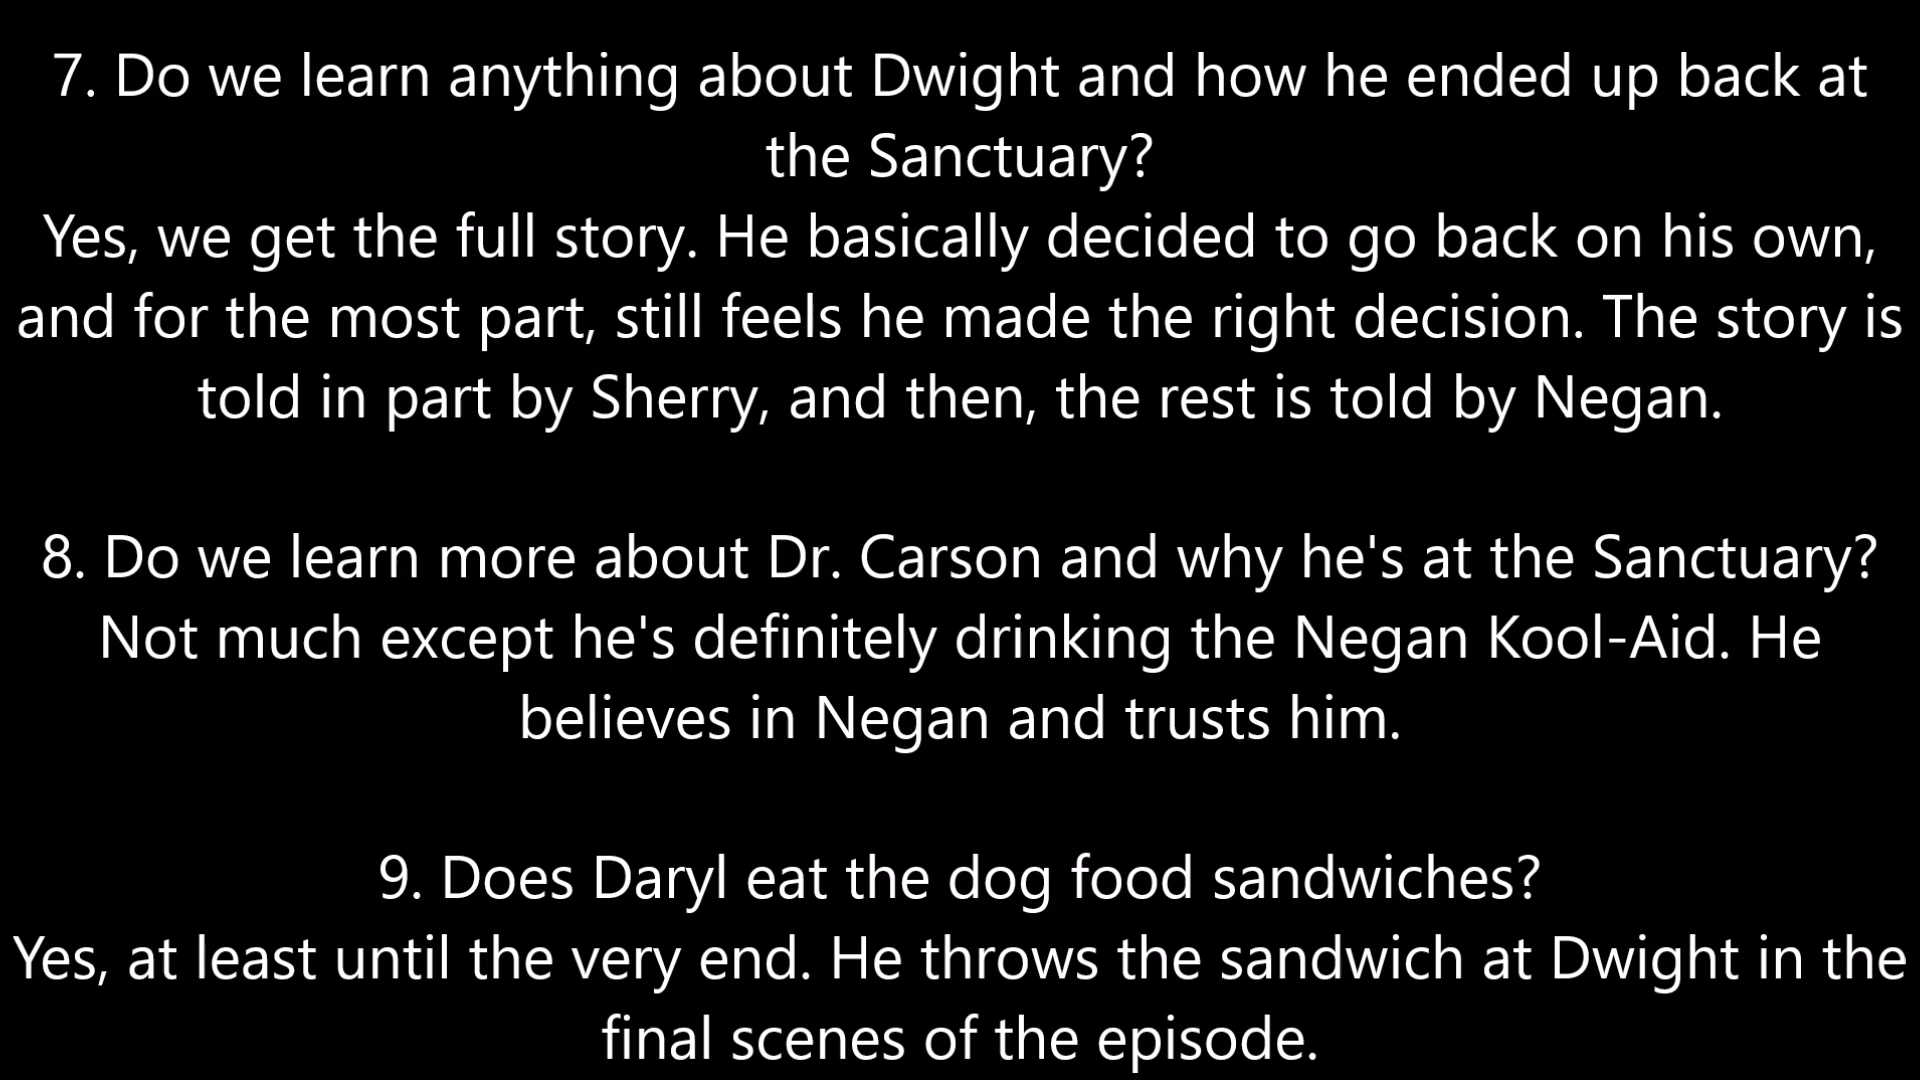 7. Do we learn anything about Dwight and how he ended up back at
the Sanctuary?
Yes, we get the full story. He basically decided to go back on his own,
and for the most part, still feels he made the right decision. The story is
told in part by Sherry, and then, the rest is told by Negan.
8. Do we learn more about Dr. Carson and why he's at the Sanctuary?
Not much except he's definitely drinking the Negan Kool-Aid. He
believes in Negan and trusts him.
9. Does Daryl eat the dog food sandwiches?
Yes, at least until the very end. He throws the sandwich at Dwight in the
final scenes of the episode.